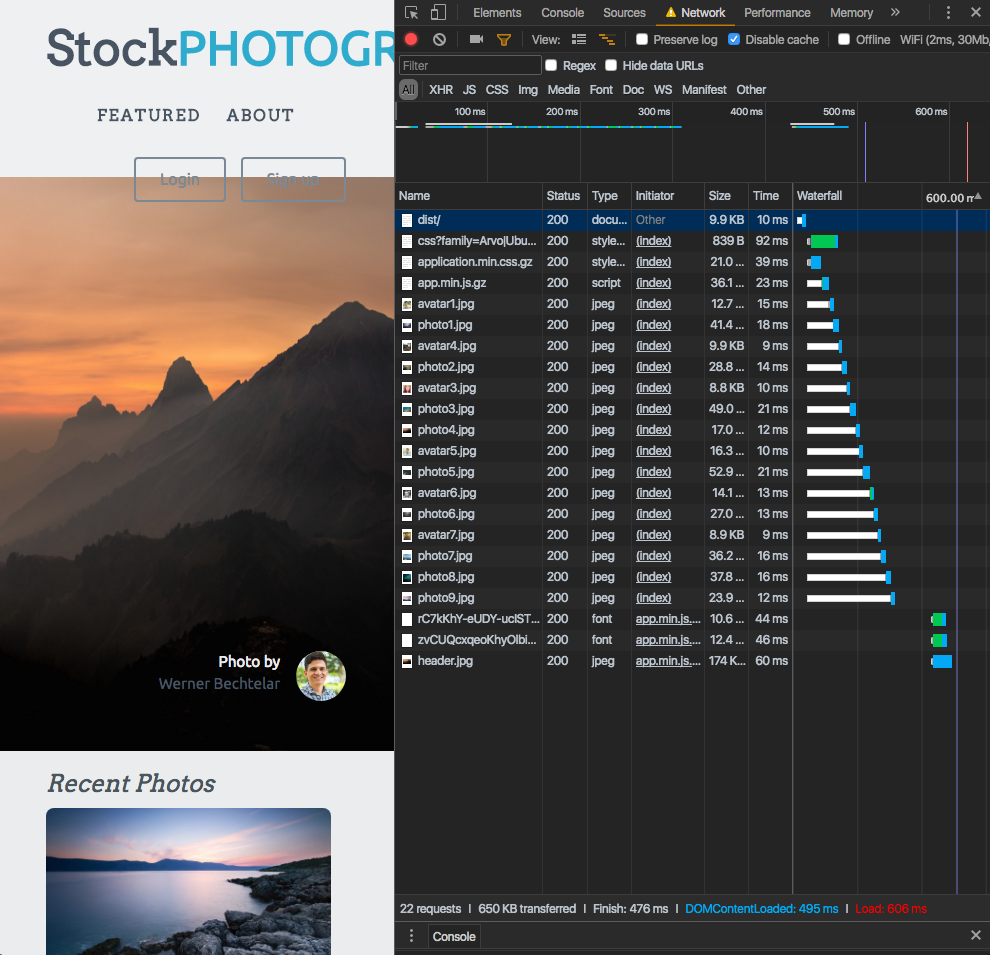 StockPHOTOGR
FEATURED ABOUT
Login Sign up
Photo by
Werner Bechtelar
Recent Photos
Elements Console Sources Network Performance Memory »
View: Preserve log Disable cache Offline WiFi (2ms, 30Mb,
Filter Regex Hide data URLs
All XHR JS CSS Img Media Font Doc WS Manifest Other
100 ms 200 ms 300 ms 400 ms 500 ms 600 ms
Name Status Type Initiator Size Time Waterfall 600.00 m
dist/ 200 docu... Other 9.9 KB 10 ms
css?family=Arvo|Ubu... 200 style... (index) 839 B 92 ms
application.min.css.gz 200 style... (index) 21.0 ... 39 ms
app.min.js.gz 200 script (index) 36.1 ... 23 ms
avatar1.jpg 200 jpeg (index) 12.7 ... 15 ms
photo1.jpg 200 jpeg (index) 41.4 ... 18 ms
avatar4.jpg 200 jpeg (index) 9.9 KB 9 ms
photo2.jpg 200 jpeg (index) 28.8 ... 14 ms
avatar3.jpg 200 jpeg (index) 8.8 KB 10 ms
photo3.jpg 200 jpeg (index) 49.0 ... 21 ms
photo4.jpg 200 jpeg (index) 17.0 ... 12 ms
avatar5.jpg 200 jpeg (index) 16.3 ... 10 ms
photo5.jpg 200 jpeg (index) 52.9 ... 21 ms
avatar6.jpg 200 jpeg (index) 14.1 ... 13 ms
photo6.jpg 200 jpeg (index) 27.0 ... 13 ms
avatar7.jpg 200 jpeg (index) 8.9 KB 9 ms
photo7.jpg 200 jpeg (index) 36.2 ... 16 ms
photo8.jpg 200 jpeg (index) 37.8 ... 16 ms
photo9.jpg 200 jpeg (index) 23.9 ... 12 ms
rC7kKhY-eUDY-ucIST... 200 font app.min.js.... 10.6 ... 44 ms
zvCUQcxqeoKhyOlbi... 200 font app.min.js.... 12.4 ... 46 ms
header.jpg 200 jpeg app.min.js.... 174 K... 60 ms
22 requests | 650 KB transferred | Finish: 476 ms | DOMContentLoaded: 495 ms | Load: 606 ms
Console